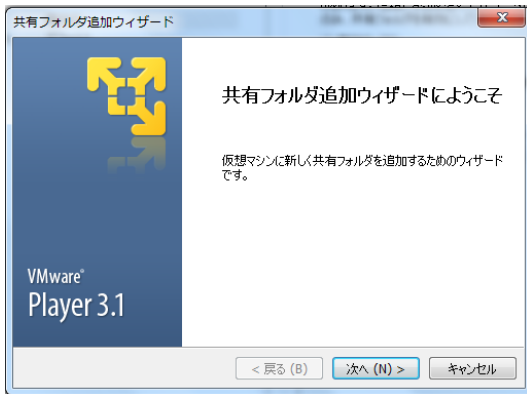 共有フォルダ追加ウィザード
共有フォルダ追加ウィザードにようこそ
仮想マシンに新しく共有フォルダを追加するためのウィザード
です。
VMware®
Player 3.1
< 戻る (B)
次へ (N) >
キャンセル